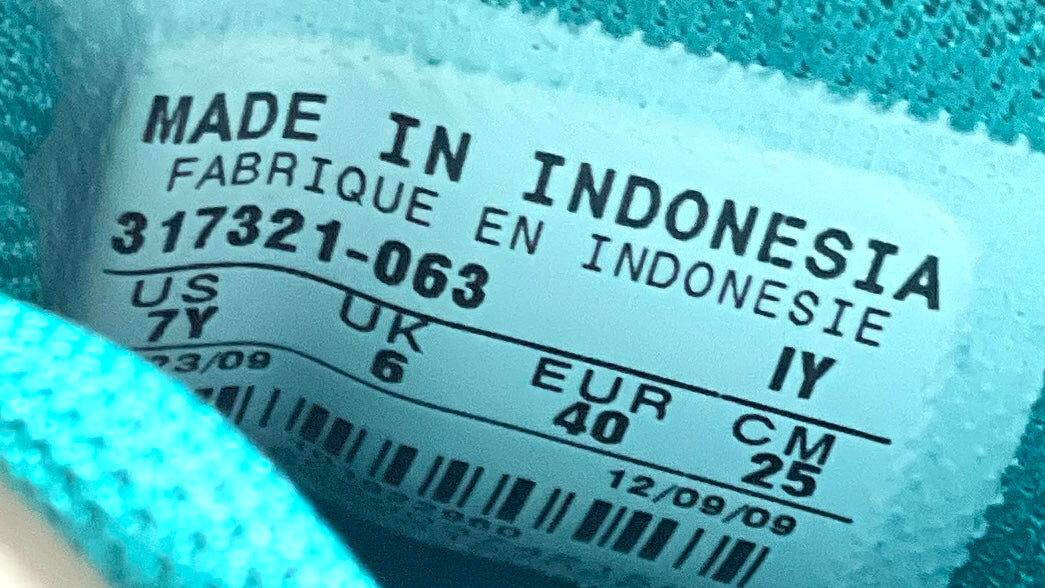 MADE IN INDONESIA
FABRIQUE EN INDONESIE
317321-063 IY
US UK EUR CM
7Y 6 40 25
12/09/09